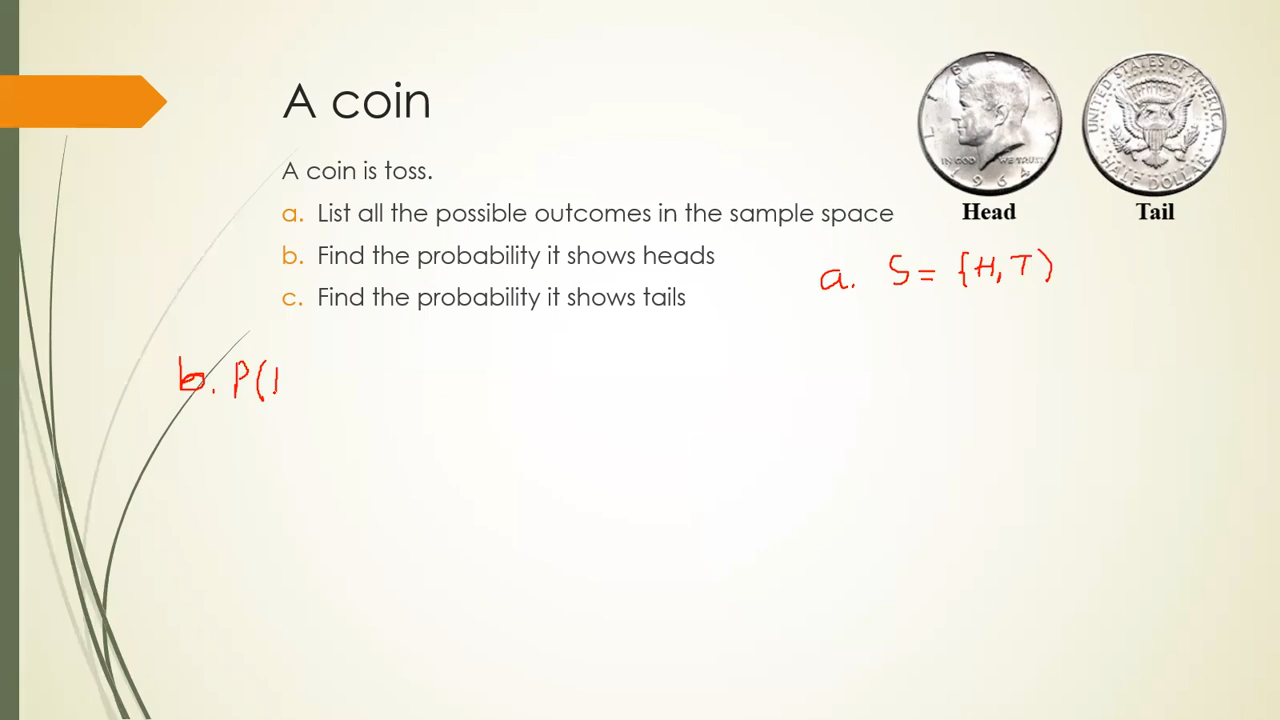 A coin
A coin is toss.
a. List all the possible outcomes in the sample space
b. Find the probability it shows heads
c. Find the probability it shows tails
LIBERTY
IN GOD WE TRUST
1964
UNITED STATES OF AMERICA
HALF DOLLAR
Head
Tail
a. S = {H, T}
b. P(